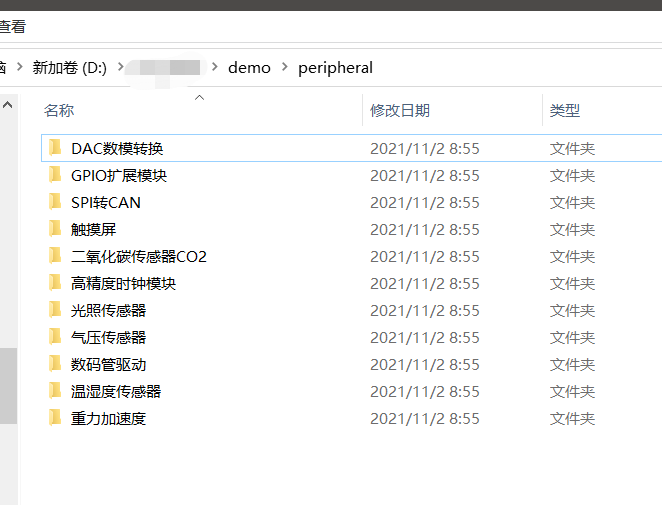 查看
脑 新加卷 (D:) demo peripheral
名称 修改日期 类型
DAC数模转换 2021/11/2 8:55 文件夹
GPIO扩展模块 2021/11/2 8:55 文件夹
SPI转CAN 2021/11/2 8:55 文件夹
触摸屏 2021/11/2 8:55 文件夹
二氧化碳传感器CO2 2021/11/2 8:55 文件夹
高精度时钟模块 2021/11/2 8:55 文件夹
光照传感器 2021/11/2 8:55 文件夹
气压传感器 2021/11/2 8:55 文件夹
数码管驱动 2021/11/2 8:55 文件夹
温湿度传感器 2021/11/2 8:55 文件夹
重力加速度 2021/11/2 8:55 文件夹